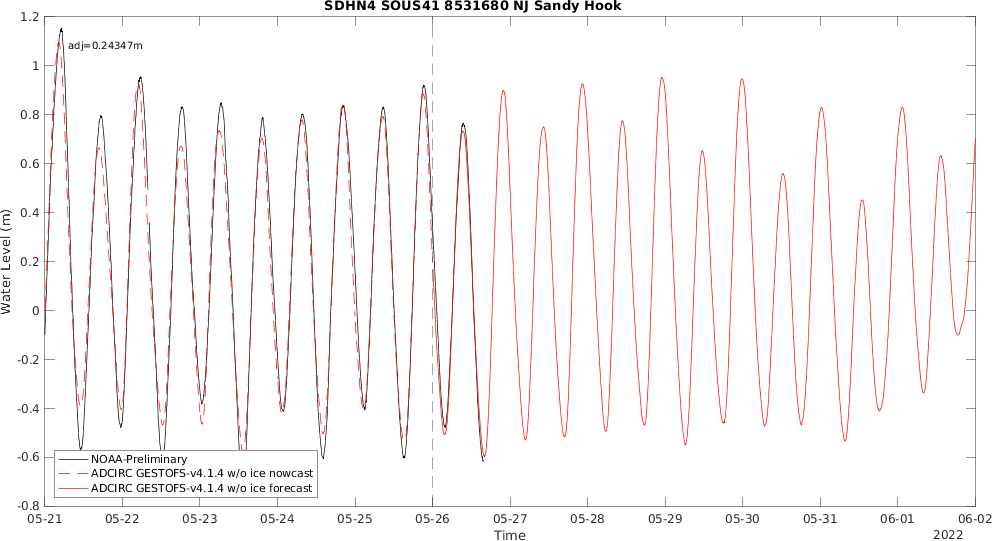 SDHN4 SOUS41 8531680 NJ Sandy Hook
adj=0.24347m
Water Level (m)
1.2
1
0.8
0.6
0.4
0.2
0
-0.2
-0.4
-0.6
-0.8
NOAA-Preliminary
ADCIRC GESTOFS-v4.1.4 w/o ice nowcast
ADCIRC GESTOFS-v4.1.4 w/o ice forecast
05-21 05-22 05-23 05-24 05-25 05-26 05-27 05-28 05-29 05-30 05-31 06-01 06-02
Time
2022